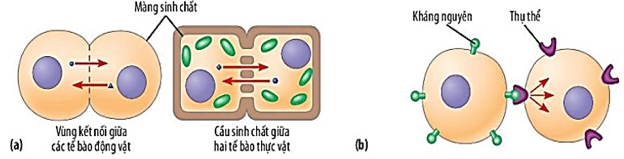 Màng sinh chất
(a)
Vùng kết nối giữa
các tế bào động vật
Cầu sinh chất giữa
hai tế bào thực vật
Kháng nguyên
Thụ thể
(b)